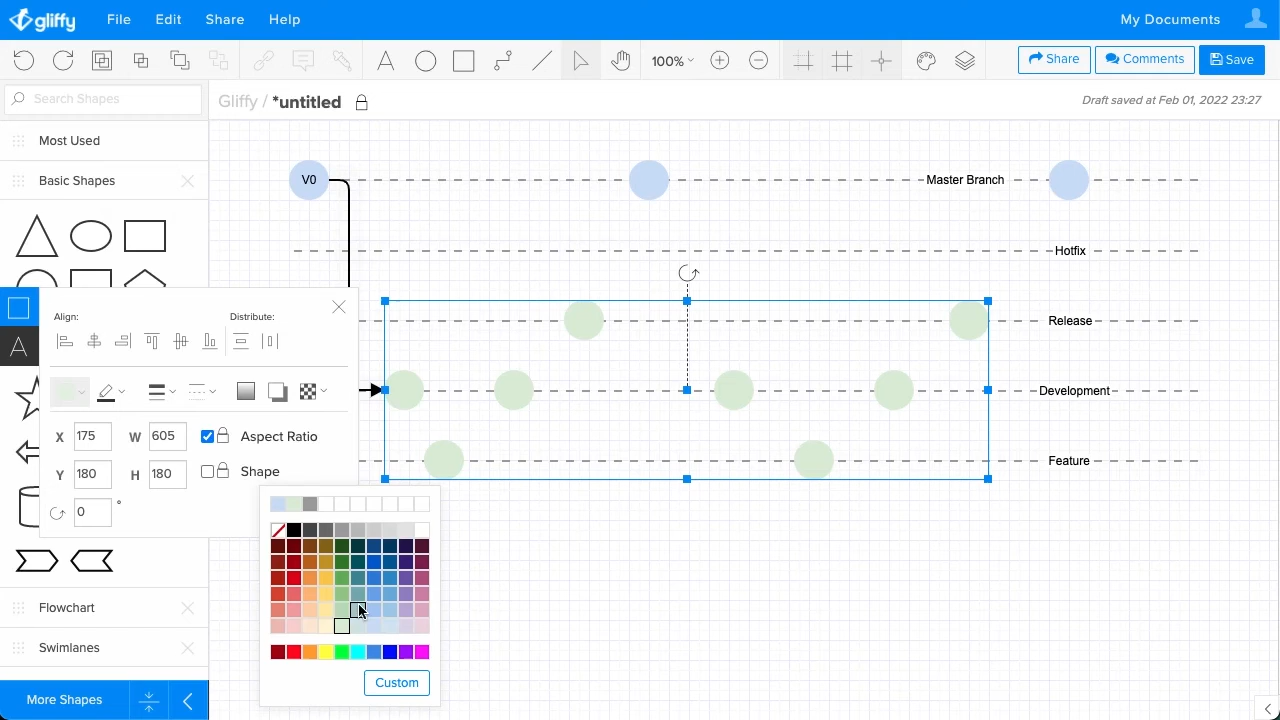 gliffy File Edit Share Help My Documents
100% Share Comments Save
Search Shapes
Gliffy / *untitled
Draft saved at Feb 01, 2022 23:27
Most Used
Basic Shapes
V0
Master Branch
Hotfix
Release
Development
Feature
Align: Distribute:
A
X 175 W 605 Aspect Ratio
Y 180 H 180 Shape
0 °
Custom
Flowchart
Swimlanes
More Shapes